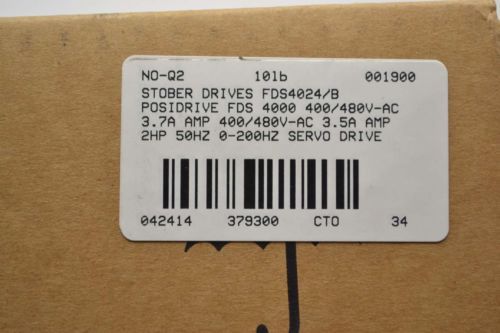 NO-Q2 10lb 001900
STOBER DRIVES FDS4024/B
POSIDRIVE FDS 4000 400/480V-AC
3.7A AMP 400/480V-AC 3.5A AMP
2HP 50HZ 0-200HZ SERVO DRIVE
042414 379300 CTO 34